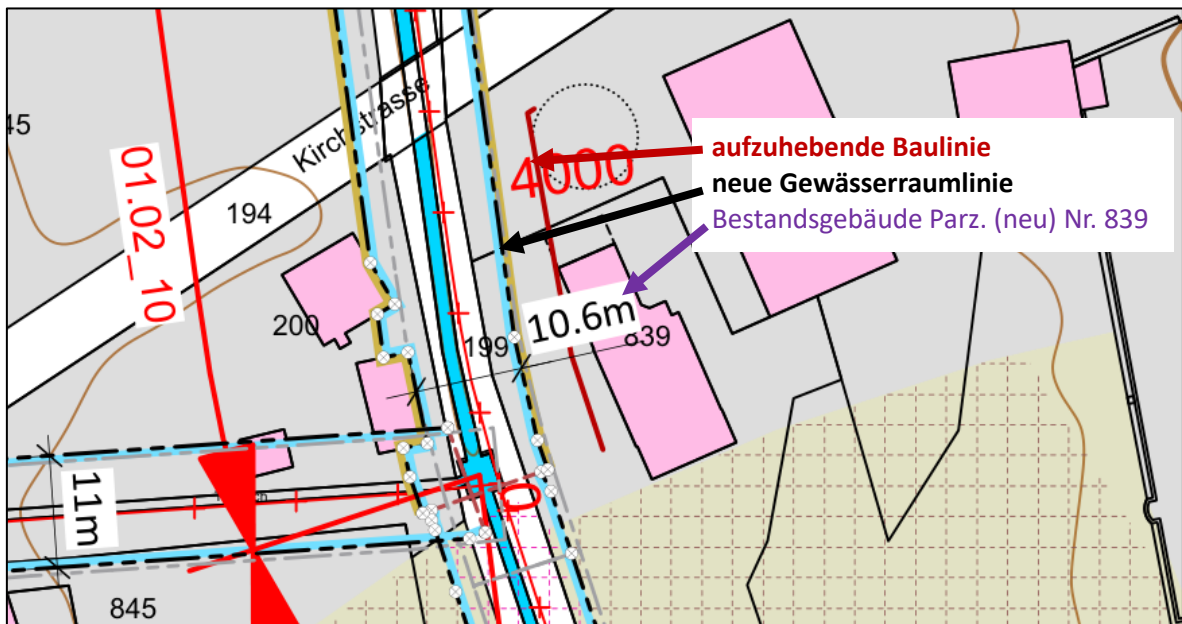 45
01.02_10
Kirchstrasse
194
4000
aufzuhebende Baulinie
neue Gewässerraumlinie
Bestandsgebäude Parz. (neu) Nr. 839
200
199
10.6m
839
11m
0
845